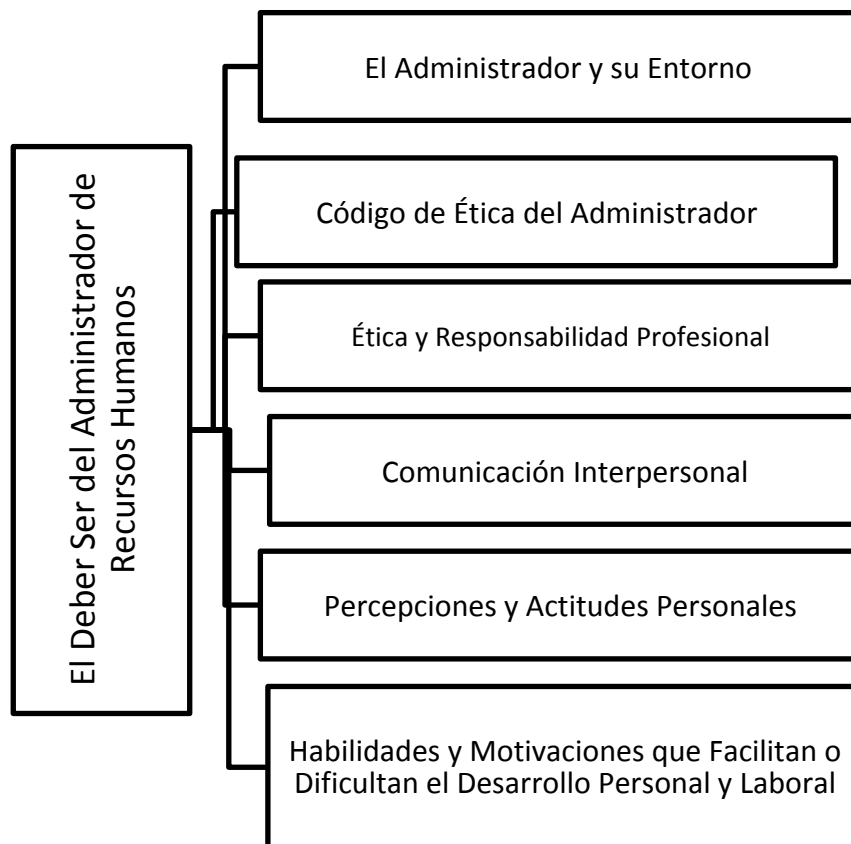 El Deber Ser del Administrador de
Recursos Humanos
El Administrador y su Entorno
Código de Ética del Administrador
Ética y Responsabilidad Profesional
Comunicación Interpersonal
Percepciones y Actitudes Personales
Habilidades y Motivaciones que Facilitan o
Dificultan el Desarrollo Personal y Laboral